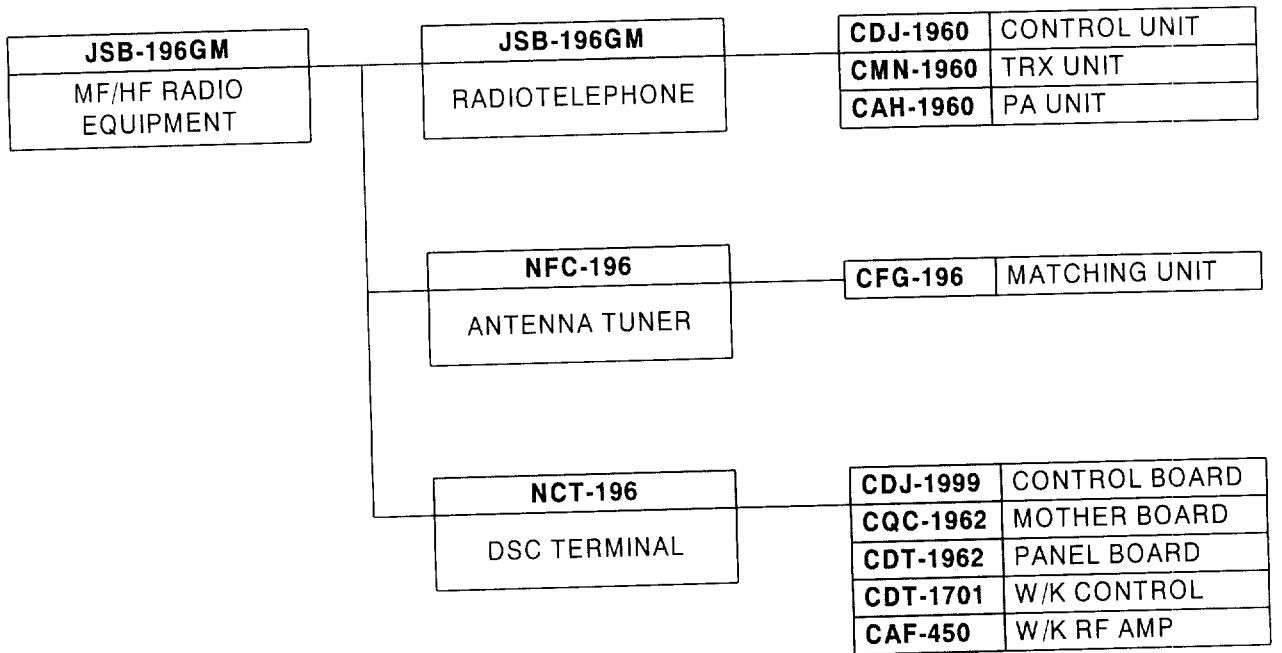 JSB-196GM
MF/HF RADIO
EQUIPMENT
JSB-196GM
RADIOTELEPHONE
CDJ-1960 CONTROL UNIT
CMN-1960 TRX UNIT
CAH-1960 PA UNIT
NFC-196
ANTENNA TUNER
CFG-196 MATCHING UNIT
NCT-196
DSC TERMINAL
CDJ-1999 CONTROL BOARD
CQC-1962 MOTHER BOARD
CDT-1962 PANEL BOARD
CDT-1701 W/K CONTROL
CAF-450 W/K RF AMP